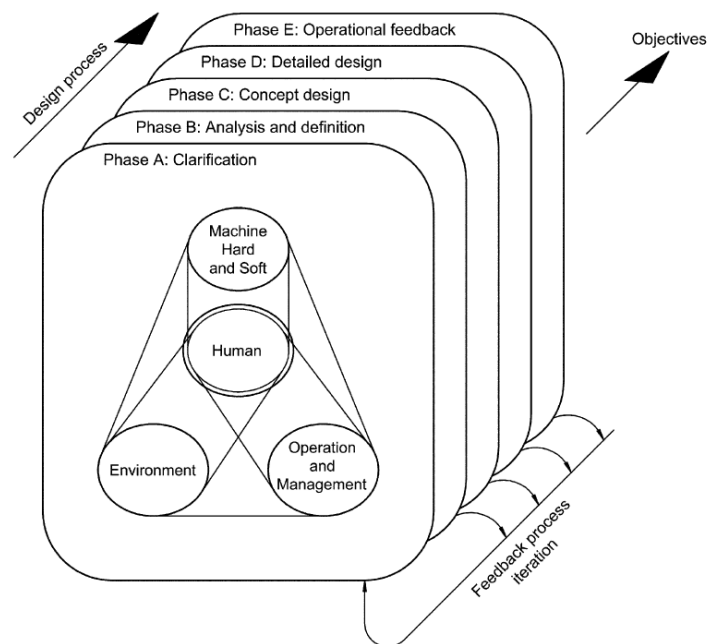 Design process
Phase E: Operational feedback
Objectives
Phase D: Detailed design
Phase C: Concept design
Phase B: Analysis and definition
Phase A: Clarification
Machine
Hard
and Soft
Human
Environment
Operation
and
Management
Feedback process
iteration